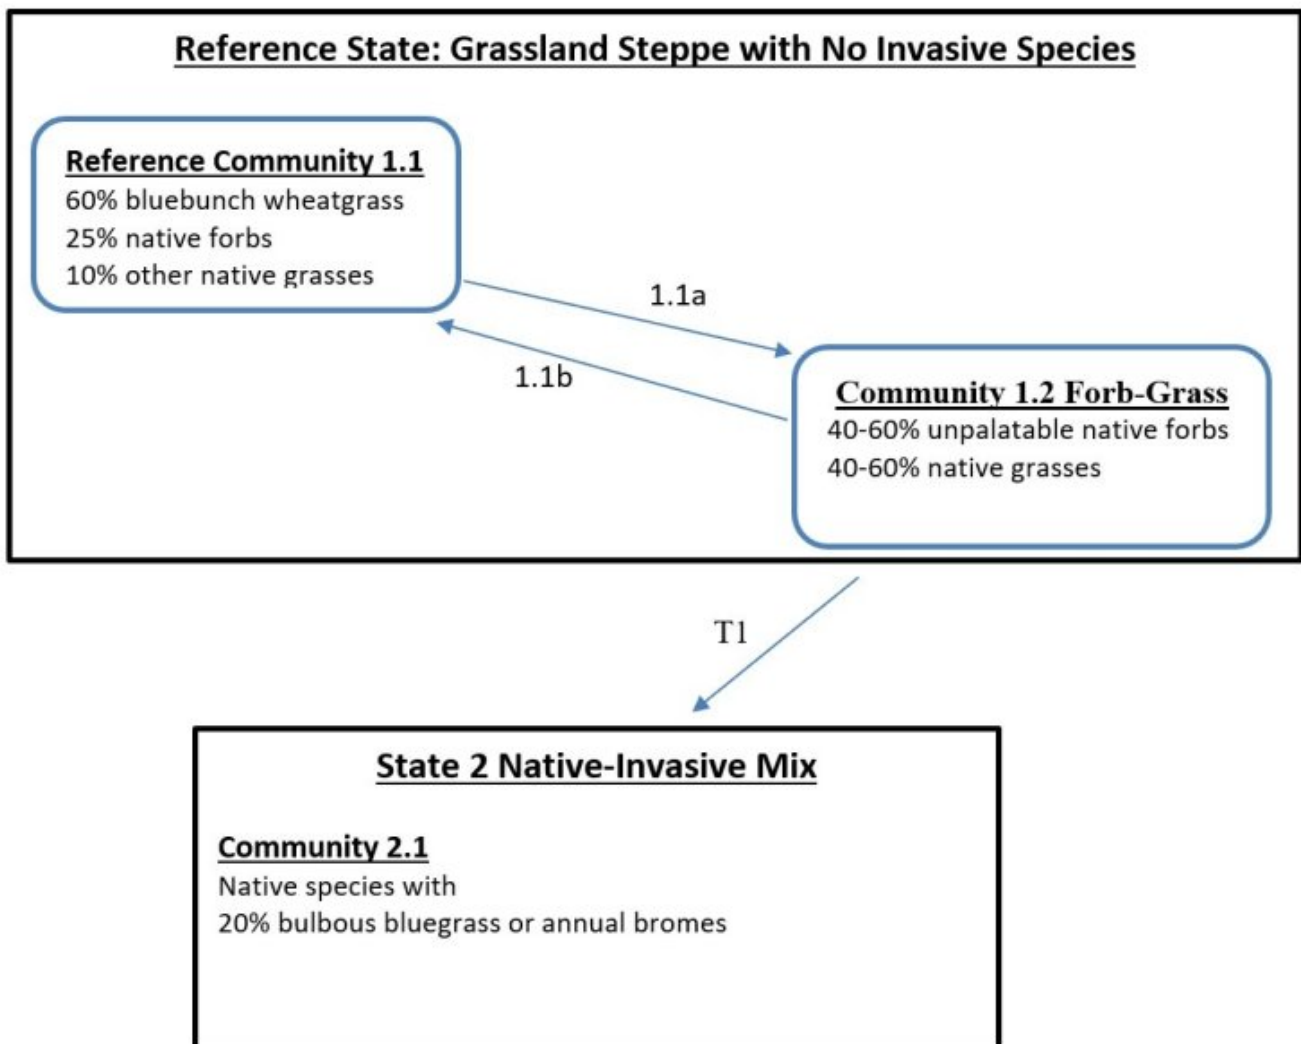 Reference State: Grassland Steppe with No Invasive Species
Reference Community 1.1
60% bluebunch wheatgrass
25% native forbs
10% other native grasses
1.1a
1.1b
Community 1.2 Forb-Grass
40-60% unpalatable native forbs
40-60% native grasses
T1
State 2 Native-Invasive Mix
Community 2.1
Native species with
20% bulbous bluegrass or annual bromes